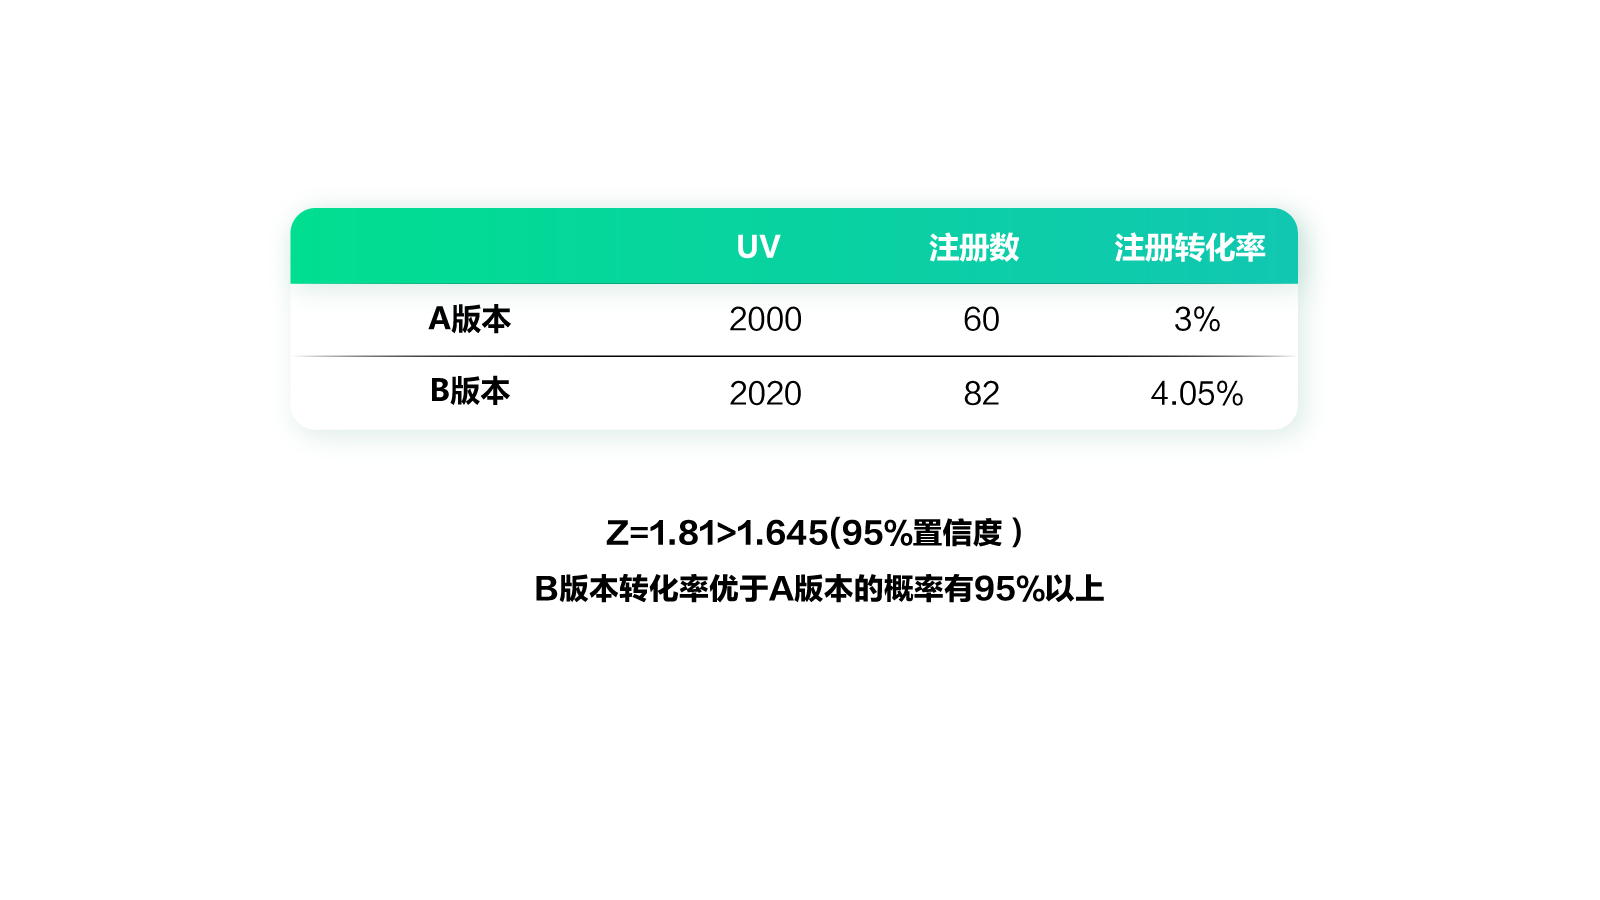 UV 注册数 注册转化率
A版本 2000 60 3%
B版本 2020 82 4.05%
Z=1.81>1.645(95%置信度）
B版本转化率优于A版本的概率有95%以上